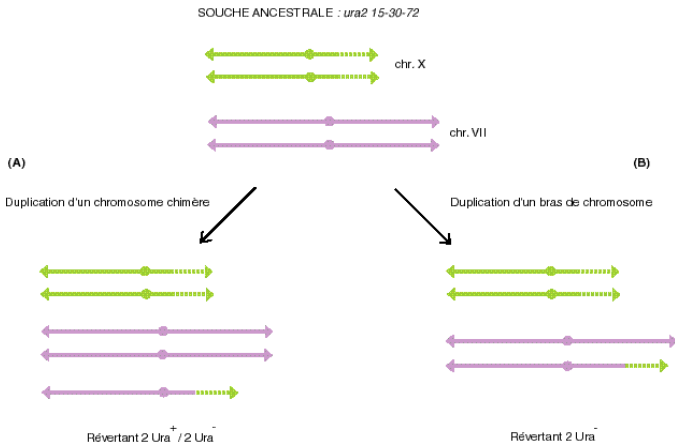 SOUCHE ANCESTRALE : ura2 15-30-72
chr. X
chr. VII
(A)
(B)
Duplication d'un chromosome chimère
Duplication d'un bras de chromosome
Révertant 2 Ura+ / 2 Ura-
Révertant 2 Ura-